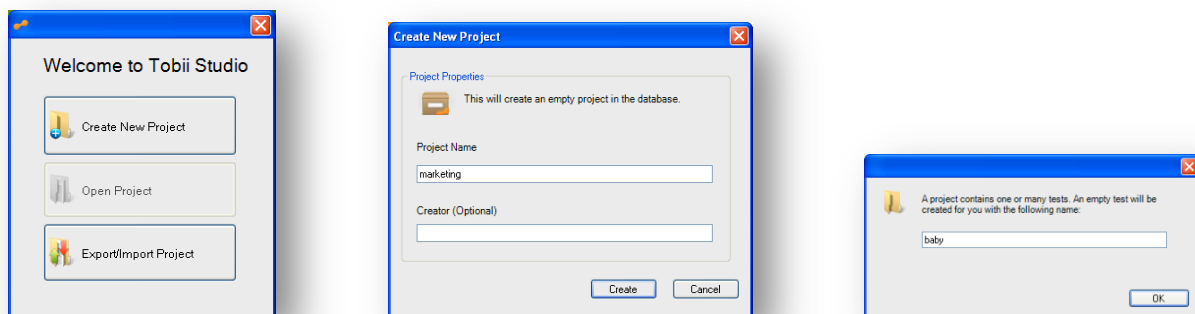 Welcome to Tobii Studio
Create New Project
Open Project
Export/Import Project
Create New Project
Project Properties
This will create an empty project in the database.
Project Name
marketing
Creator (Optional)
Create
Cancel
A project contains one or many tests. An empty test will be
created for you with the following name:
baby
OK